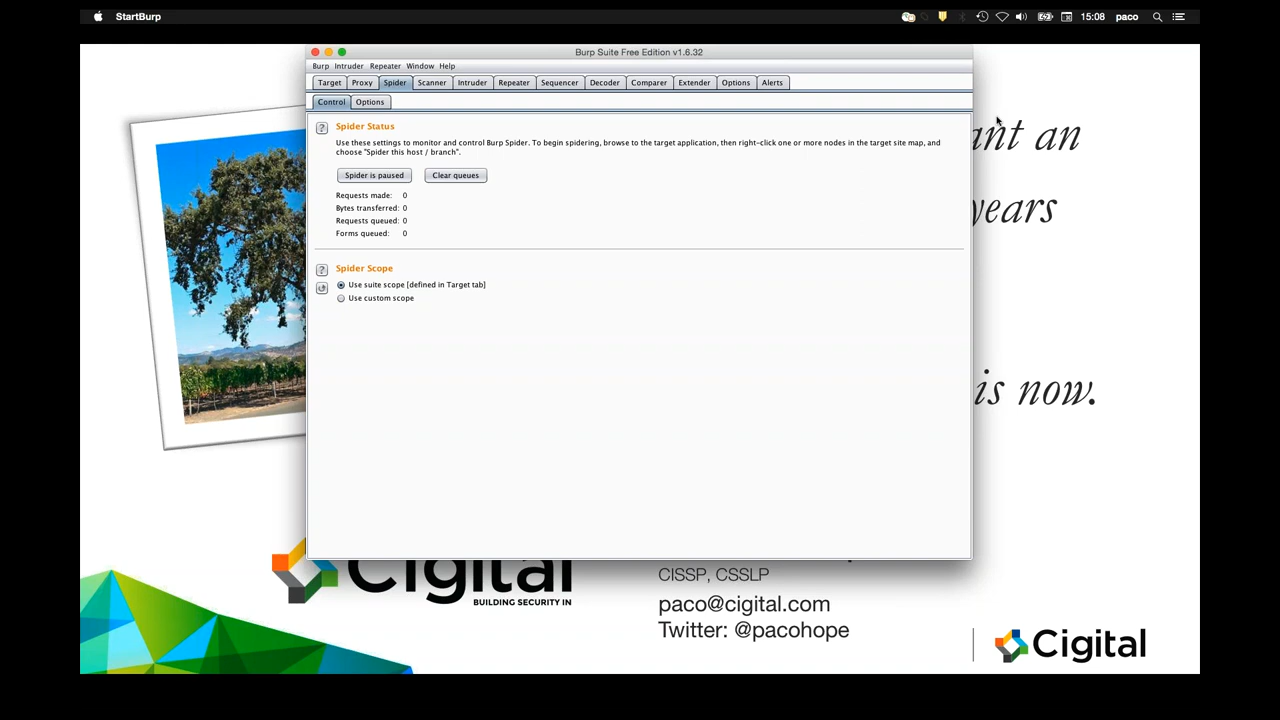 StartBurp 15:08 paco
Burp Suite Free Edition v1.6.32
Burp Intruder Repeater Window Help
Target Proxy Spider Scanner Intruder Repeater Sequencer Decoder Comparer Extender Options Alerts
Control Options
? Spider Status
Use these settings to monitor and control Burp Spider. To begin spidering, browse to the target application, then right-click one or more nodes in the target site map, and
choose "Spider this host / branch".
Spider is paused Clear queues
Requests made: 0
Bytes transferred: 0
Requests queued: 0
Forms queued: 0
? Spider Scope
Use suite scope [defined in Target tab]
Use custom scope
an
years
is now.
Cigital
BUILDING SECURITY IN
CISSP, CSSLP
paco@cigital.com
Twitter: @pacohope
Cigital